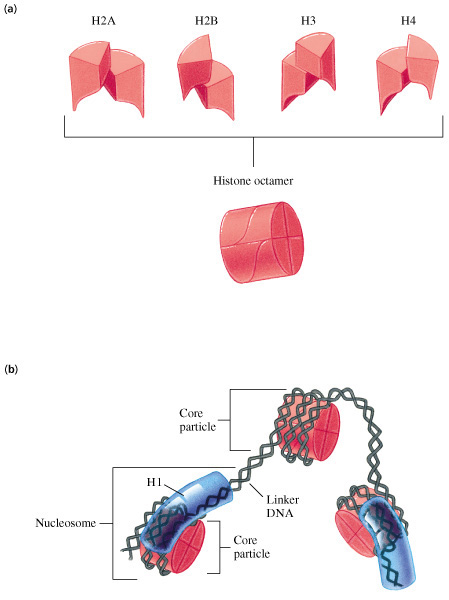 (a)
H2A
H2B
H3
H4
Histone octamer
(b)
Core
particle
H1
Linker
DNA
Nucleosome
Core
particle